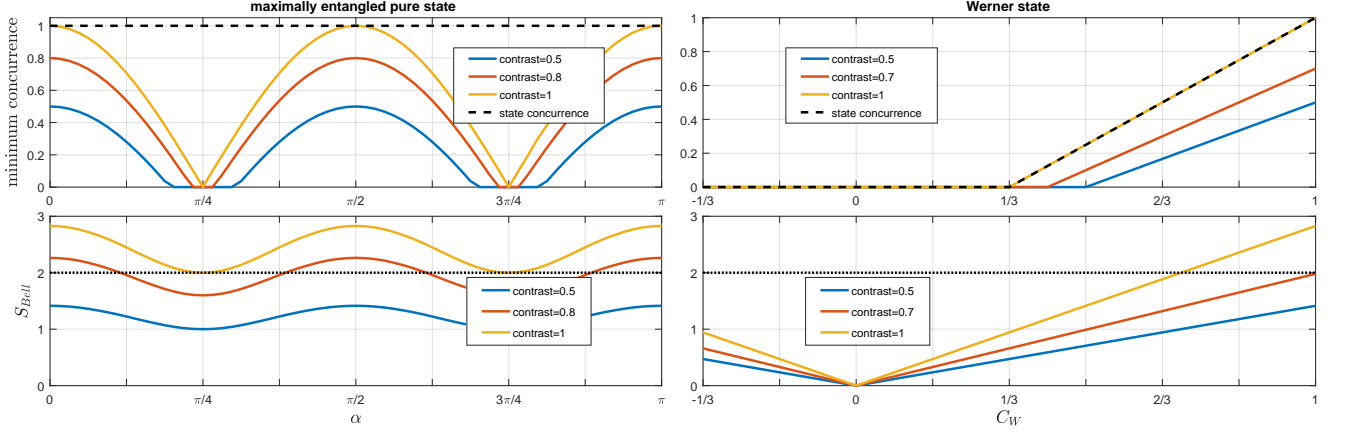 maximally entangled pure state
minimum concurrence
1
0.8
0.6
0.4
0.2
0
contrast=0.5
contrast=0.8
contrast=1
state concurrence
0
π/4
π/2
3π/4
π
Werner state
1
0.8
0.6
0.4
0.2
0
contrast=0.5
contrast=0.7
contrast=1
state concurrence
-1/3
0
1/3
2/3
1
S_Bell
3
2
1
0
contrast=0.5
contrast=0.8
contrast=1
0
π/4
π/2
3π/4
π
α
3
2
1
0
contrast=0.5
contrast=0.7
contrast=1
-1/3
0
1/3
2/3
1
C_W